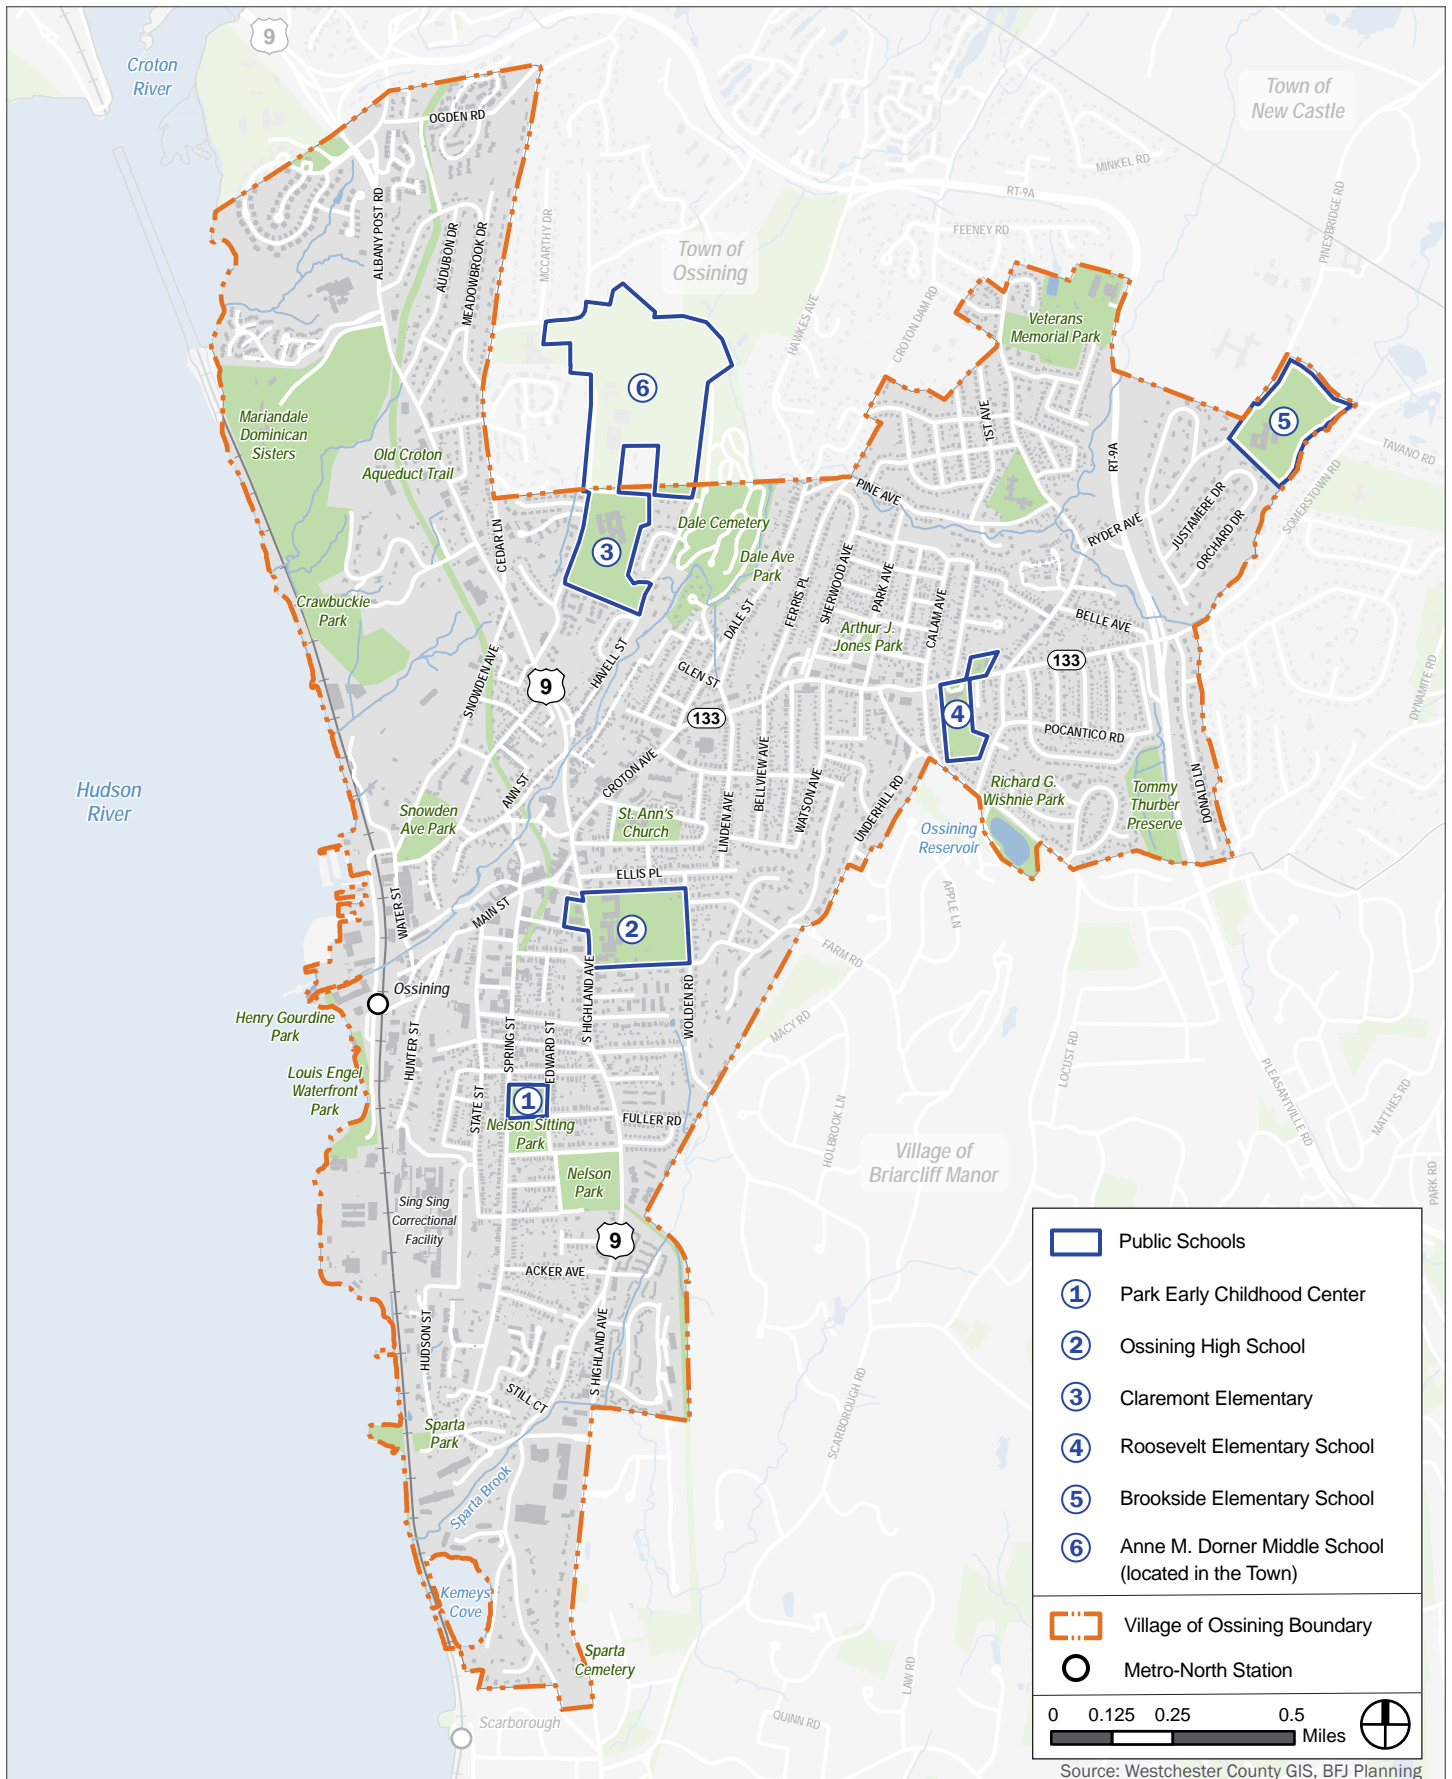 9
Croton
River
Town of
New Castle
OGDEN RD
MINKEL RD
RT-9A
PINESBRIDGE RD
ALBANY POST RD
AUDUBON DR
MEADOWBROOK DR
MCCARTHY DR
Town of
Ossining
FEENEY RD
HAWKES AVE
CROTON DAM RD
Veterans
Memorial Park
6
5
Mariandale
Dominican
Sisters
Old Croton
Aqueduct Trail
1ST AVE
RT-9A
TAVANO RD
SOMERSTOWN RD
PINE AVE
JUSTAMERE DR
ORCHARD DR
RYDER AVE
CEDAR LN
3
Dale Cemetery
Dale Ave
Park
Crawbuckie
Park
FERRIS PL
SHERWOOD AVE
PARK AVE
CALAM AVE
Arthur J.
Jones Park
BELLE AVE
DALE ST
HAVELL ST
GLEN ST
SNOWDEN AVE
9
133
133
4
POCANTICO RD
DYNAMITE RD
Hudson
River
ANN ST
CROTON AVE
BELLVIEW AVE
WATSON AVE
LINDEN AVE
UNDERHILL RD
Richard G.
Wishnie Park
Tommy
Thurber
Preserve
DONALD LN
Snowden
Ave Park
St. Ann's
Church
Ossining
Reservoir
ELLIS PL
APPLE LN
WATER ST
MAIN ST
2
FARM RD
Ossining
S HIGHLAND AVE
WOLDEN RD
MACY RD
Henry Gourdine
Park
HUNTER ST
SPRING ST
EDWARD ST
LOCUST RD
PLEASANTVILLE RD
Louis Engel
Waterfront
Park
STATE ST
1
Nelson Sitting
Park
FULLER RD
HOLBROOK LN
MATTHES RD
Village of
Briarcliff Manor
PARK RD
Nelson
Park
Sing Sing
Correctional
Facility
9
ACKER AVE
HUDSON ST
S HIGHLAND AVE
STILL CT
SCARBOROUGH RD
Sparta
Park
Sparta Brook
Kemeys
Cove
Sparta
Cemetery
LAW RD
QUINN RD
Scarborough
Public Schools
1 Park Early Childhood Center
2 Ossining High School
3 Claremont Elementary
4 Roosevelt Elementary School
5 Brookside Elementary School
6 Anne M. Dorner Middle School
(located in the Town)
Village of Ossining Boundary
Metro-North Station
0 0.125 0.25 0.5
Miles
Source: Westchester County GIS, BFJ Planning